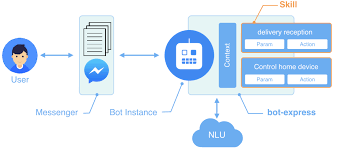 Skill
delivery reception
Param Action
Context
Control home device
Param Action
User
Messenger
Bot Instance
bot-express
NLU